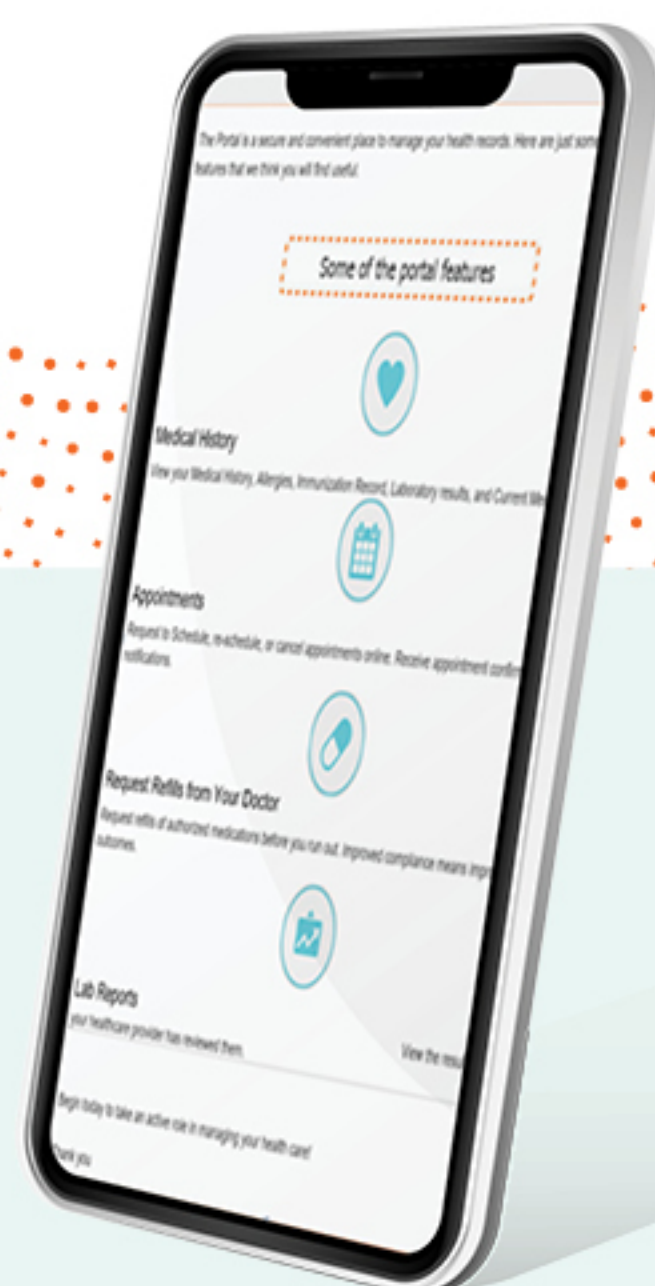 The Portal is a secure and convenient place to manage your health records. Here are just some
features that we think you will find useful.
Some of the portal features
Medical History
View your Medical History, Allergies, Immunization Record, Laboratory results, and Current Me
Appointments
Request to Schedule, re-schedule, or cancel appointments online. Receive appointment confirm
notifications.
Request Refills from Your Doctor
Request refills of authorized medications before you run out. Improved compliance means impr
outcomes.
Lab Reports
View the resu
your healthcare provider has reviewed them.
Begin today to take an active role in managing your health care!
Thank you